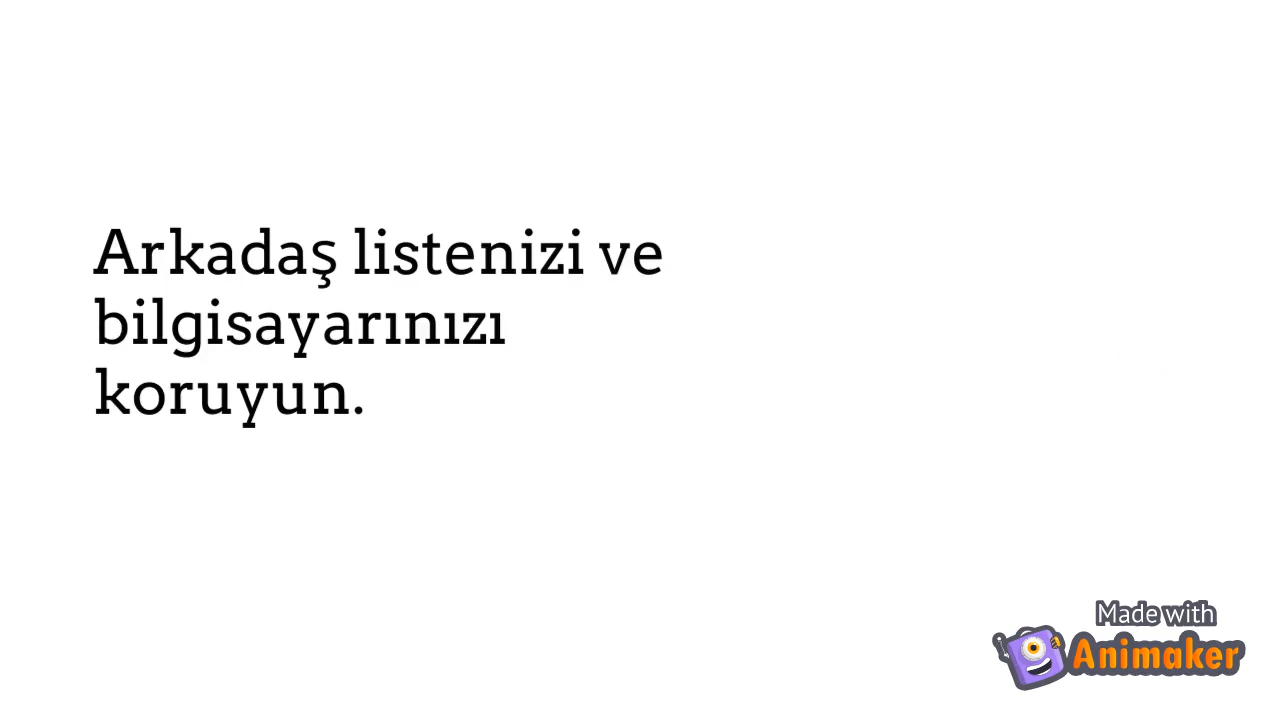 Arkadaş listenizi ve
bilgisayarınızı
koruyun.
Made with
Animaker